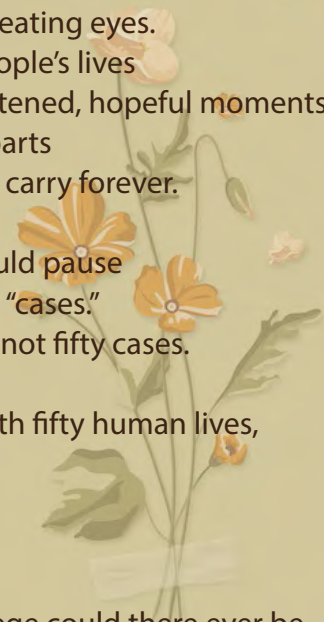 eating eyes.
ople's lives
tened, hopeful moments
arts
carry forever.
uld pause
“cases.”
not fifty cases.
th fifty human lives,
age could there ever be